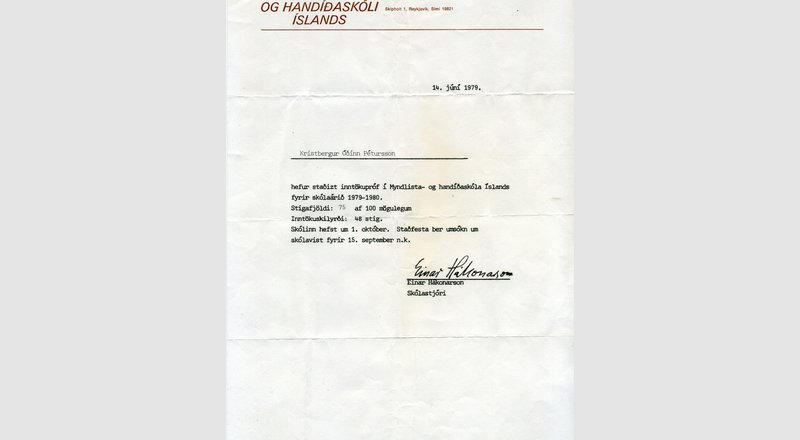 OG HANDÍÐASKÓLI Skipholt 1, Reykjavík, Sími 19821
ÍSLANDS
14. júní 1979.
Kristbergur Óðinn Pétursson
hefur staðizt inntökupróf í Myndlista- og handíðaskóla Íslands
fyrir skólaárið 1979-1980.
Stigafjöldi: 75 af 100 mögulegum
Inntökuskilyrði: 48 stig.
Skólinn hefst um 1. október. Staðfesta ber umsókn um
skólavist fyrir 15. september n.k.
Einar Hákonarson
Einar Hákonarson
Skólastjóri